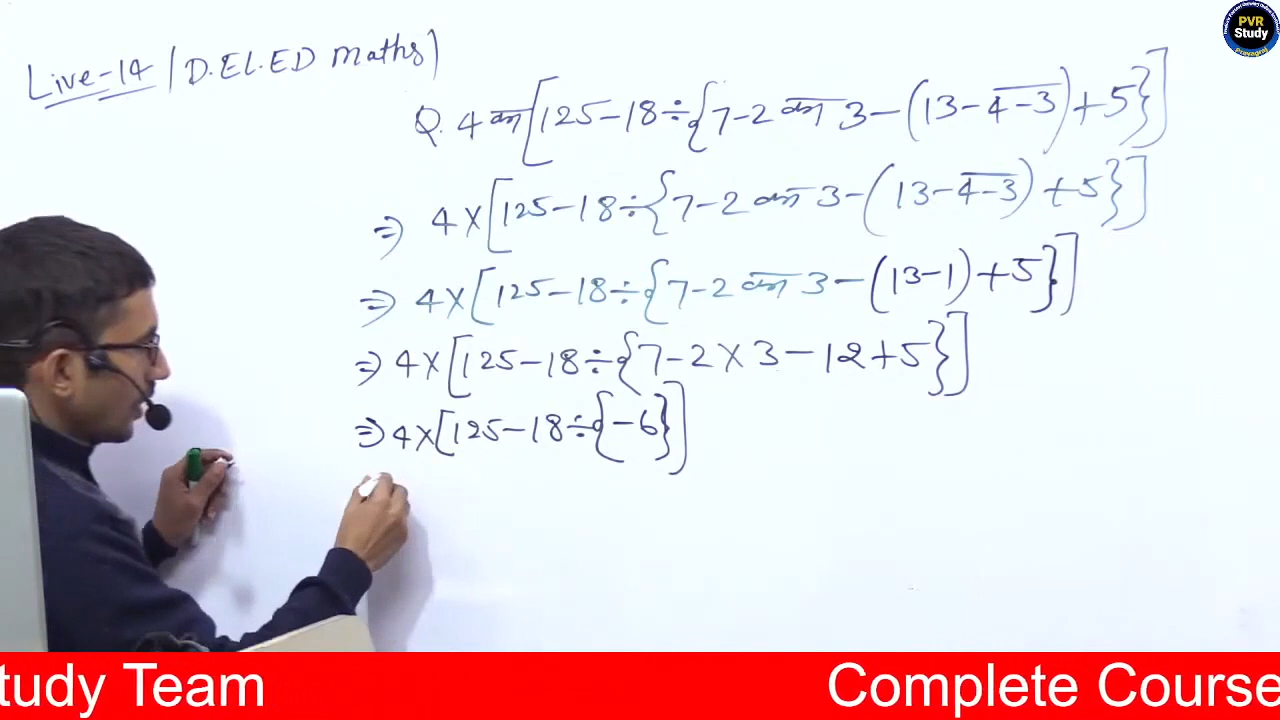 Live-14 (D.EL.ED Maths)
PVR
Study
Prayagraj
Q. 4 का [125-18÷{7-2 का 3-(13-4̅-̅3̅)+5}]
⇒ 4×[125-18÷{7-2 का 3-(13-4̅-̅3̅)+5}]
⇒ 4×[125-18÷{7-2 का 3-(13-1)+5}]
⇒ 4×[125-18÷{7-2×3-12+5}]
⇒ 4×[125-18÷{-6}]
tudy Team Complete Course